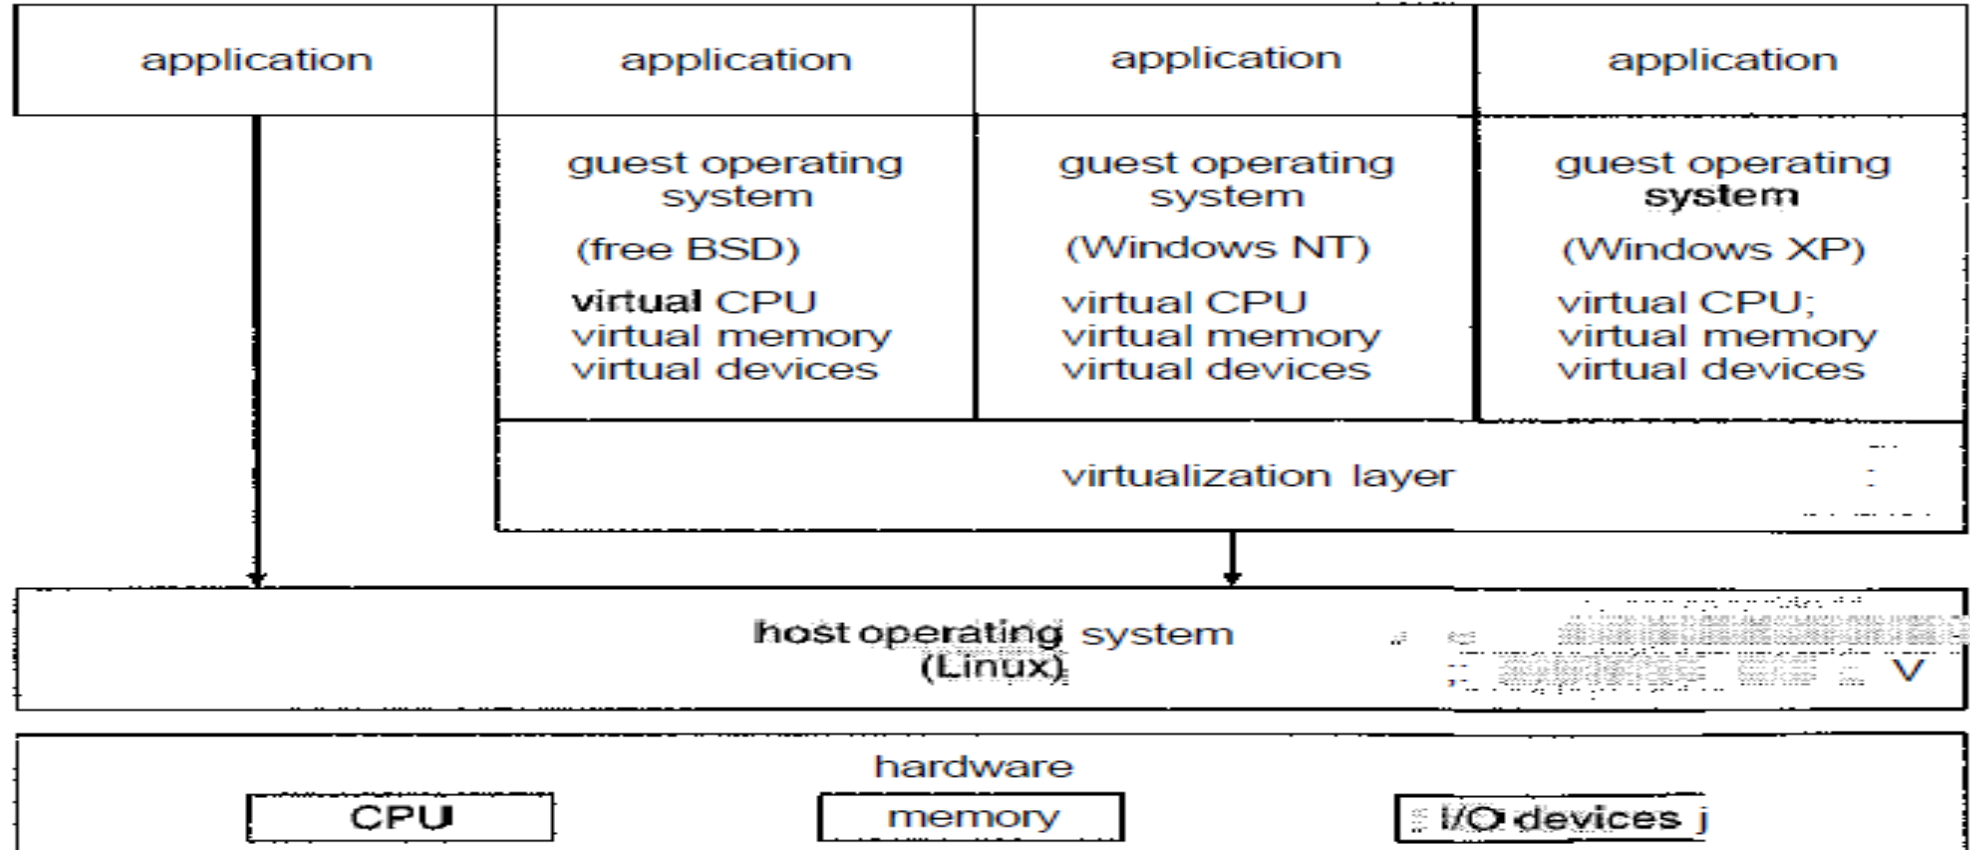 application
application
application
application
guest operating
system
(free BSD)
virtual CPU
virtual memory
virtual devices
guest operating
system
(Windows NT)
virtual CPU
virtual memory
virtual devices
guest operating
system
(Windows XP)
virtual CPU;
virtual memory
virtual devices
virtualization layer
host operating system
(Linux)
hardware
CPU
memory
I/O devices